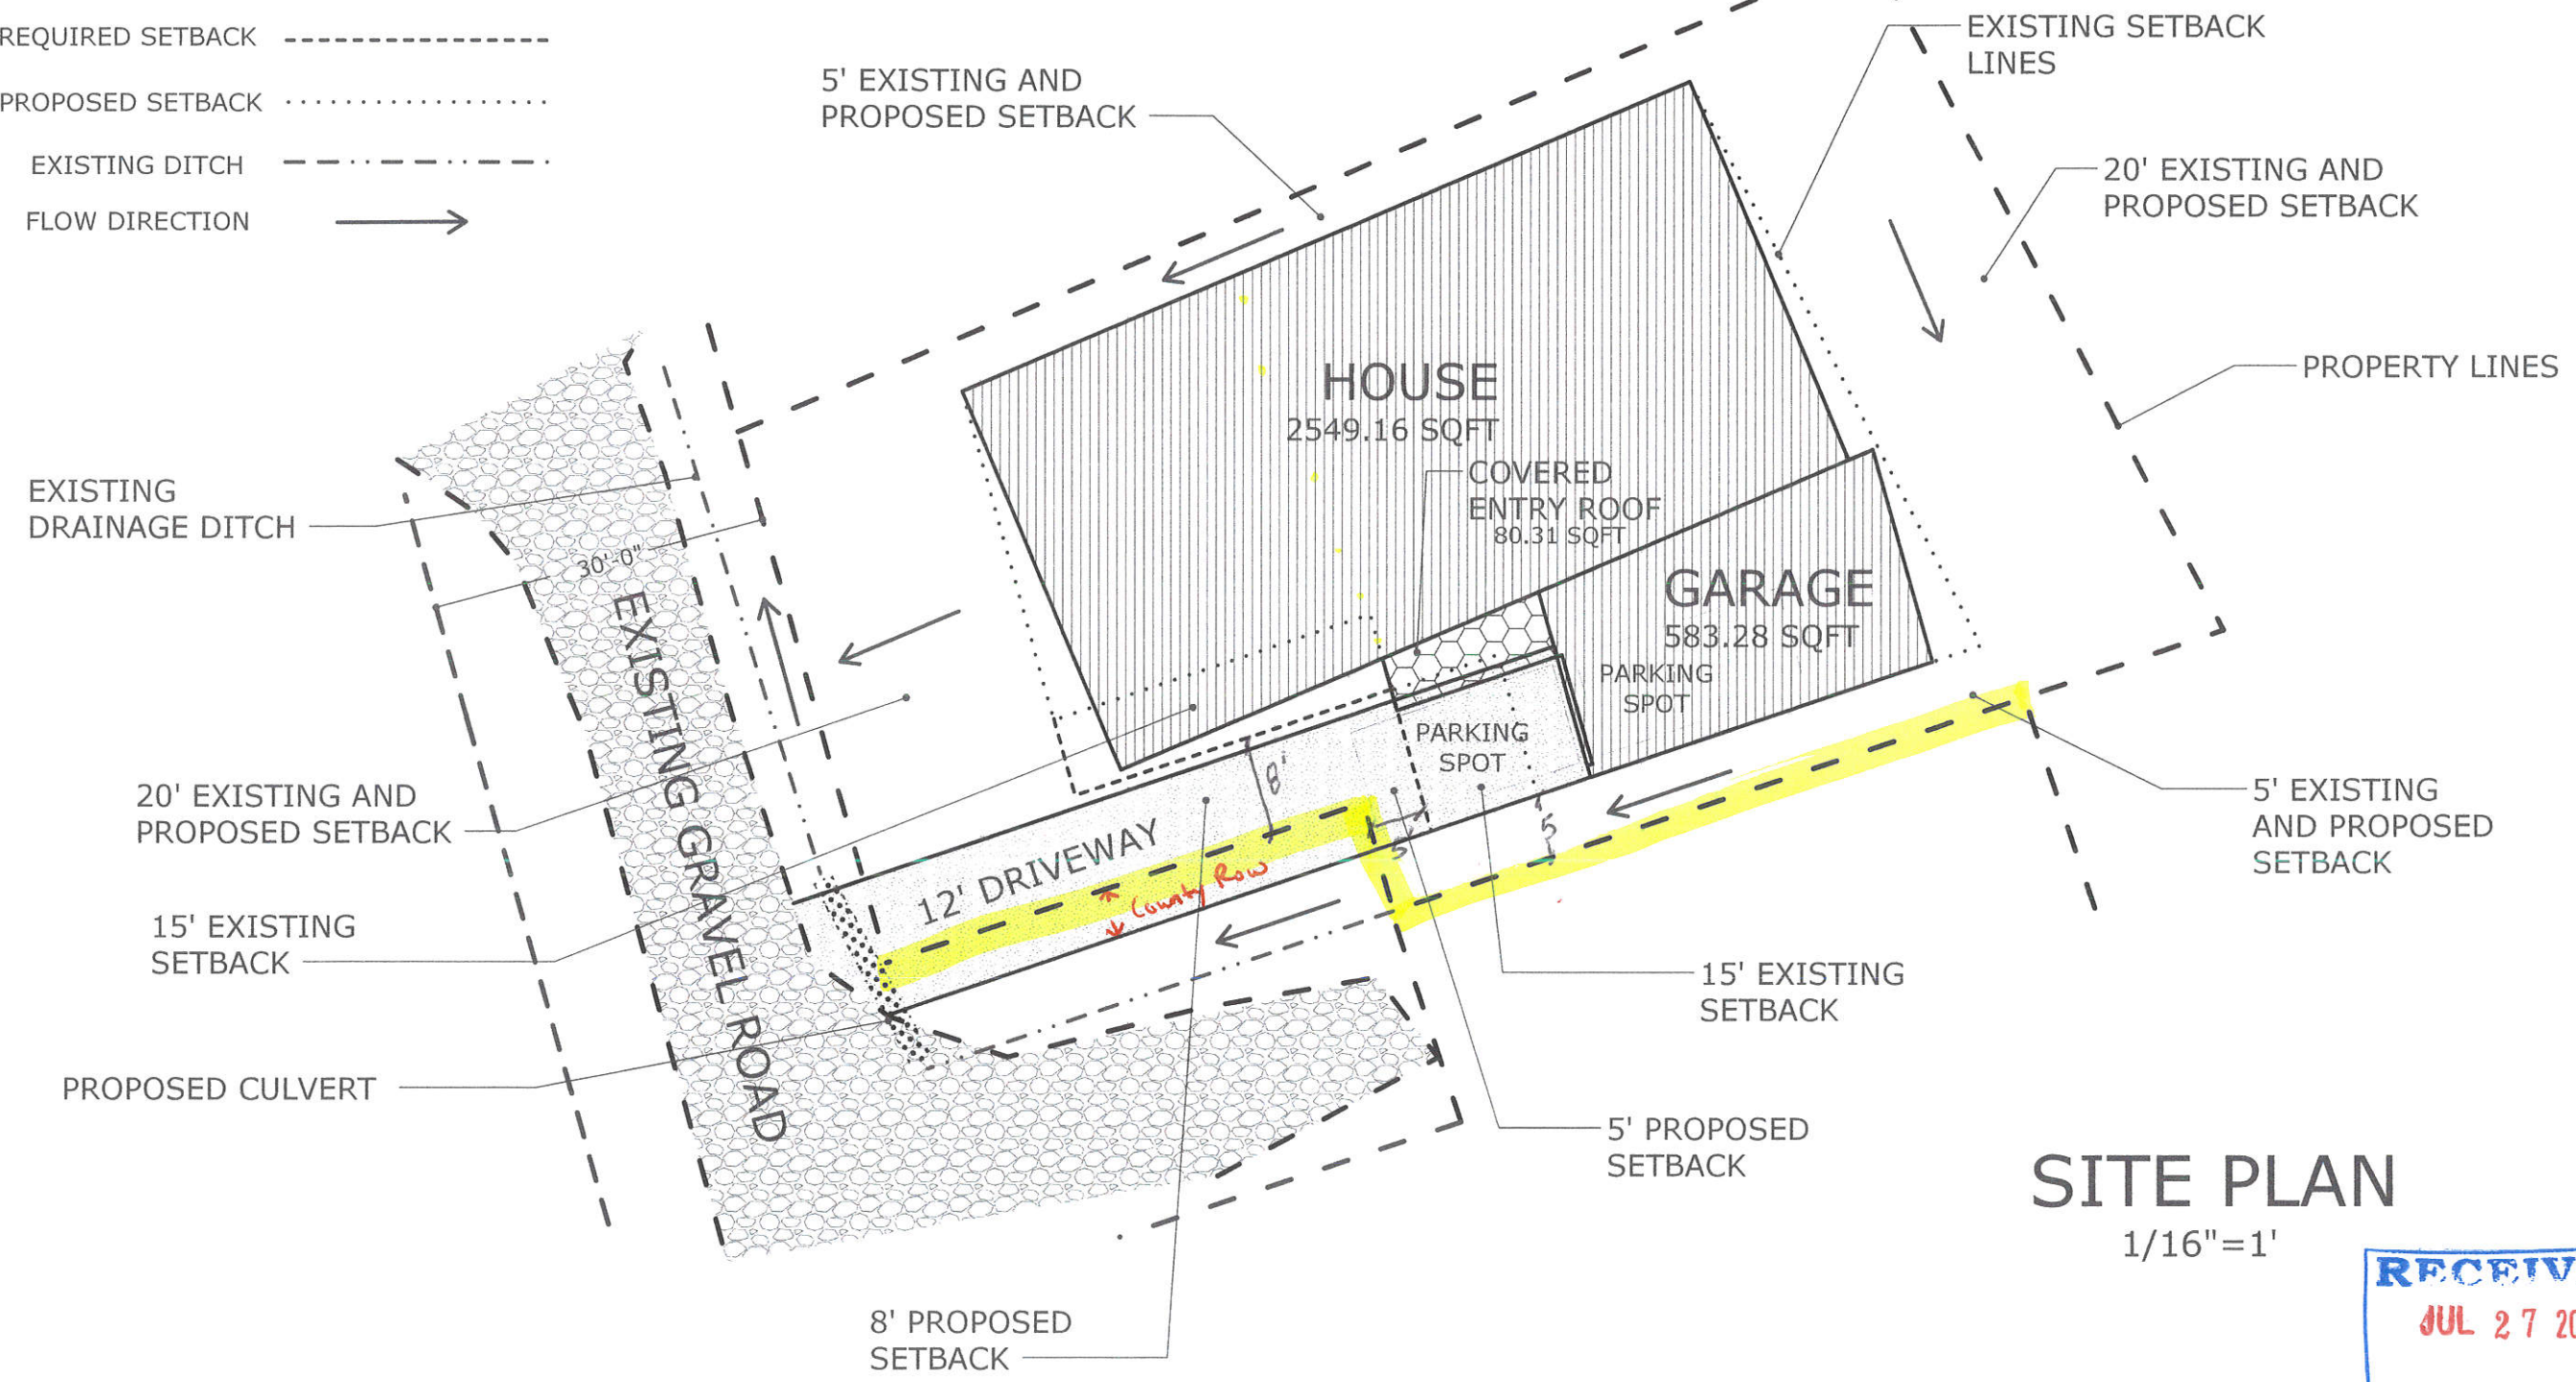 REQUIRED SETBACK
PROPOSED SETBACK
EXISTING DITCH
FLOW DIRECTION
5' EXISTING AND
PROPOSED SETBACK
EXISTING SETBACK
LINES
20' EXISTING AND
PROPOSED SETBACK
PROPERTY LINES
HOUSE
2549.16 SQFT
COVERED
ENTRY ROOF
80.31 SQFT
GARAGE
583.28 SQFT
PARKING
SPOT
PARKING
SPOT
EXISTING
DRAINAGE DITCH
30'-0"
EXISTING GRAVEL ROAD
20' EXISTING AND
PROPOSED SETBACK
15' EXISTING
SETBACK
PROPOSED CULVERT
12' DRIVEWAY
8'
5'
5
County Row
5' EXISTING
AND PROPOSED
SETBACK
15' EXISTING
SETBACK
5' PROPOSED
SETBACK
8' PROPOSED
SETBACK
SITE PLAN
1/16"=1'
RECEIV
JUL 27 20